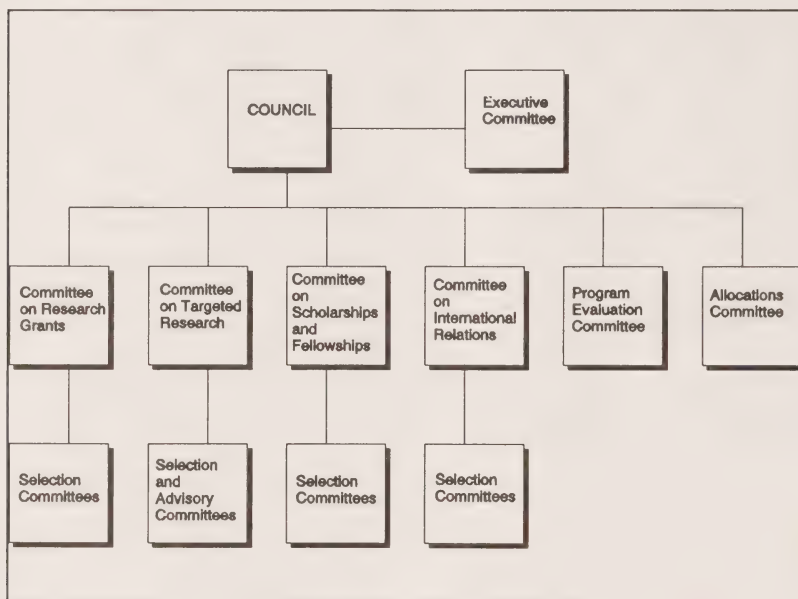 COUNCIL
Executive
Committee
Committee
on Research
Grants
Committee
on Targeted
Research
Committee
on
Scholarships
and
Fellowships
Committee
on
International
Relations
Program
Evaluation
Committee
Allocations
Committee
Selection
Committees
Selection
and
Advisory
Committees
Selection
Committees
Selection
Committees